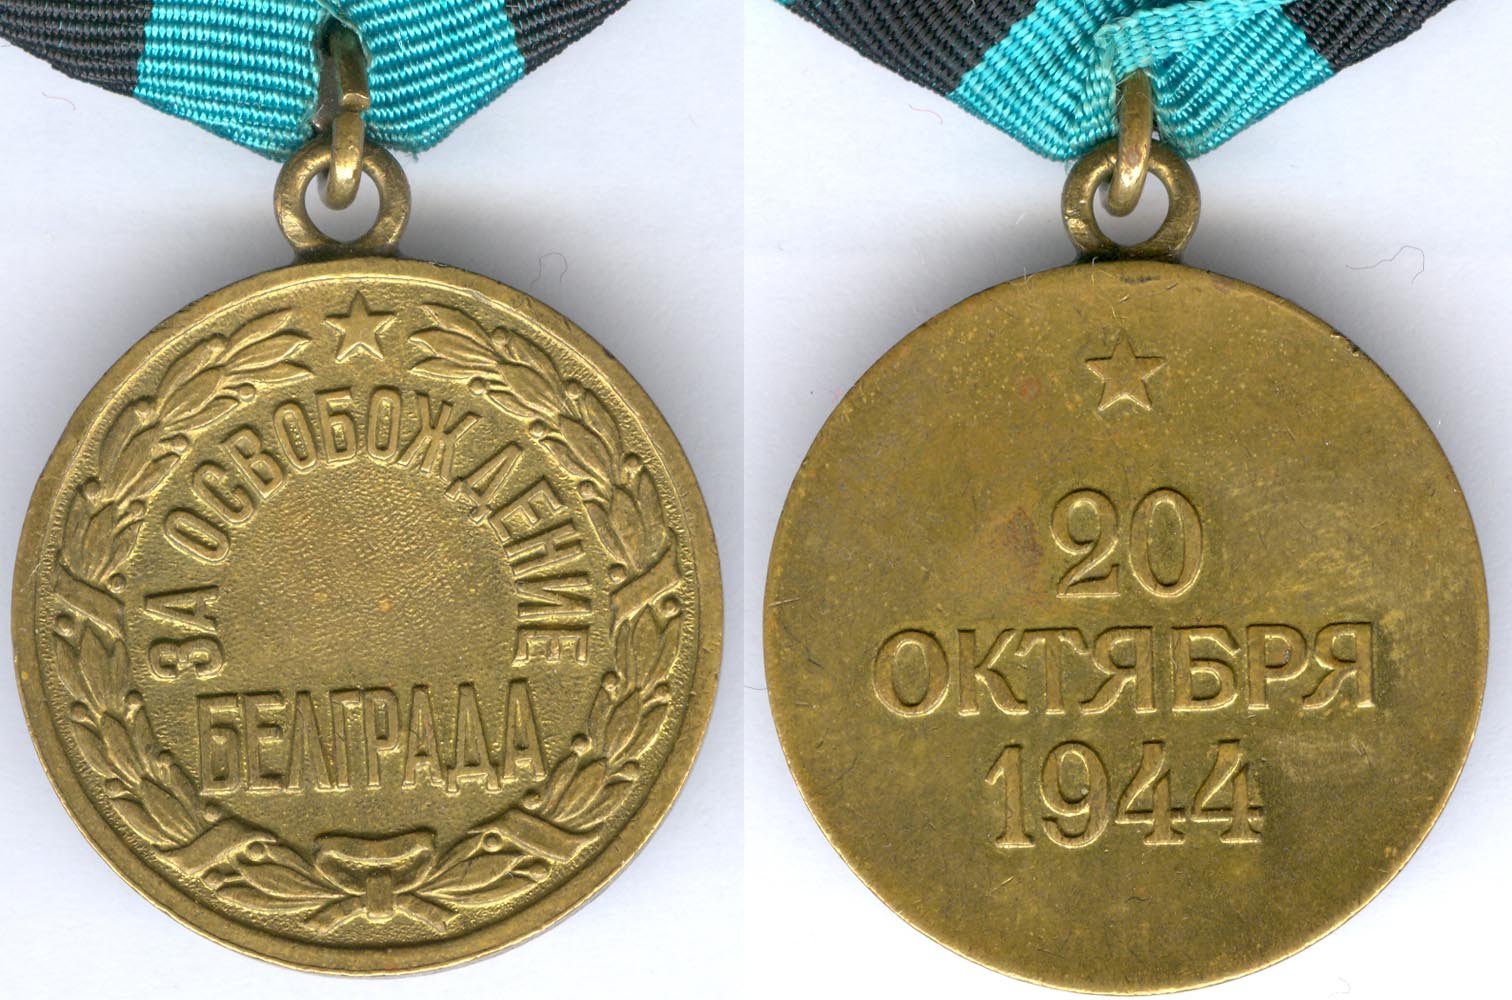 ЗА ОСВОБОЖДЕНИЕ
БЕЛГРАДА
20
ОКТЯБРЯ
1944